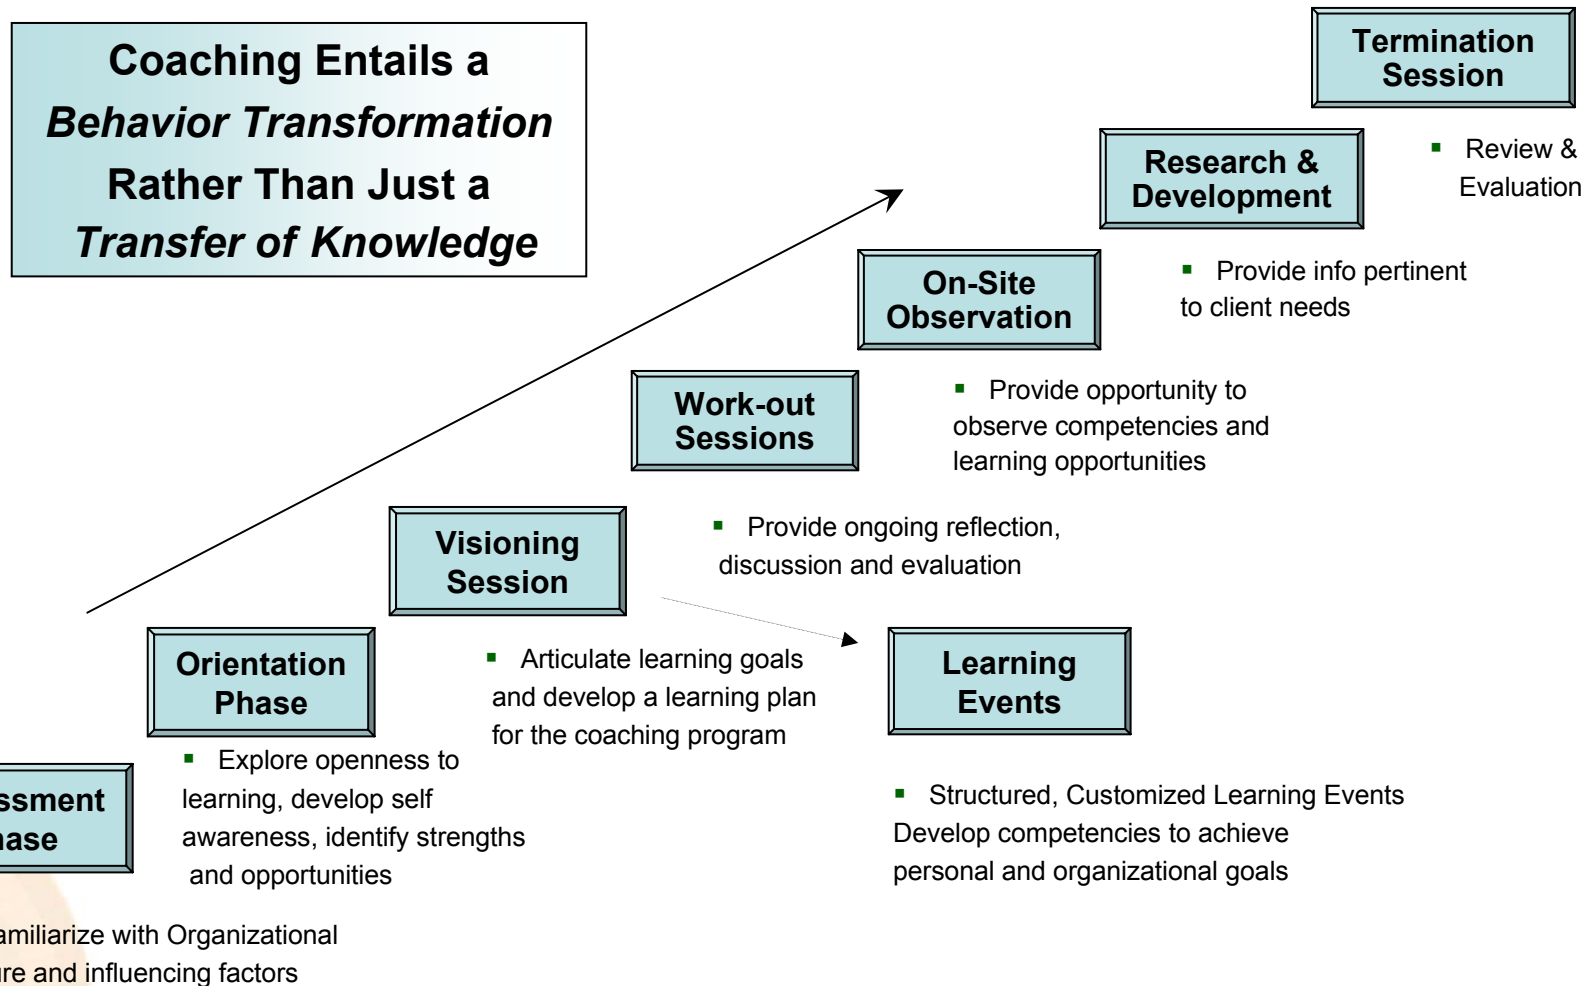 Coaching Entails a
Behavior Transformation
Rather Than Just a
Transfer of Knowledge
Termination
Session
▪ Review &
Evaluation
Research &
Development
▪ Provide info pertinent
to client needs
On-Site
Observation
▪ Provide opportunity to
observe competencies and
learning opportunities
Work-out
Sessions
▪ Provide ongoing reflection,
discussion and evaluation
Visioning
Session
▪ Articulate learning goals
and develop a learning plan
for the coaching program
Learning
Events
▪ Structured, Customized Learning Events
Develop competencies to achieve
personal and organizational goals
Orientation
Phase
▪ Explore openness to
learning, develop self
awareness, identify strengths
and opportunities
ssment
ase
amiliarize with Organizational
ure and influencing factors